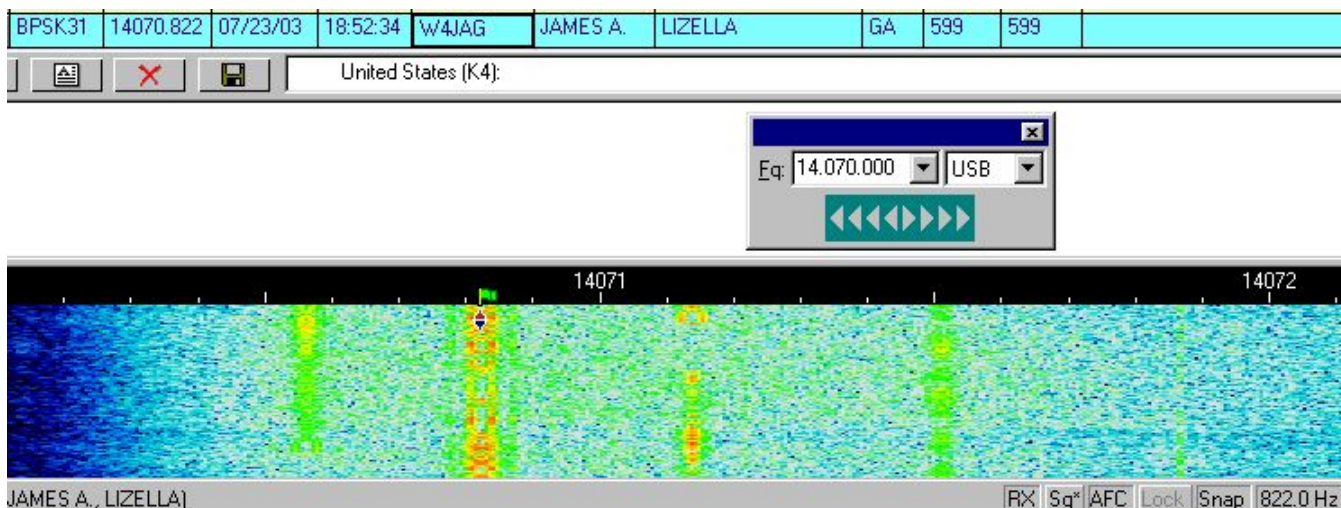 BPSK31 14070.822 07/23/03 18:52:34 W4JAG JAMES A. LIZELLA GA 599 599
United States (K4):
Fq: 14.070.000 USB
14071 14072
JAMES A., LIZELLA) RX Sq* AFC Lock Snap 822.0 Hz